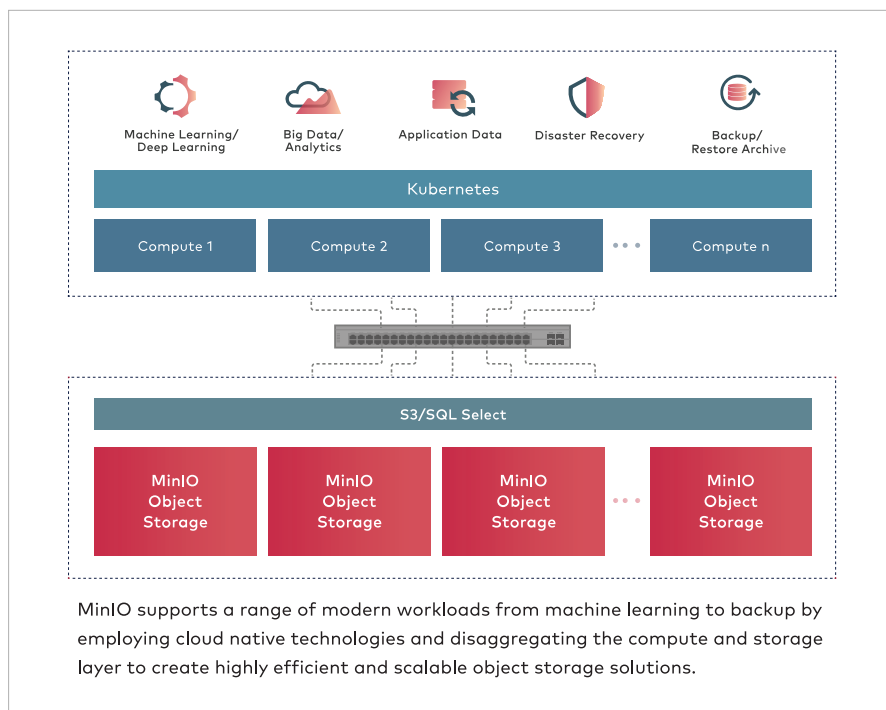 Machine Learning/
Deep Learning
Big Data/
Analytics
Application Data
Disaster Recovery
Backup/
Restore Archive
Kubernetes
Compute 1
Compute 2
Compute 3
Compute n
S3/SQL Select
MinIO
Object
Storage
MinIO
Object
Storage
MinIO
Object
Storage
MinIO
Object
Storage
MinIO supports a range of modern workloads from machine learning to backup by
employing cloud native technologies and disaggregating the compute and storage
layer to create highly efficient and scalable object storage solutions.